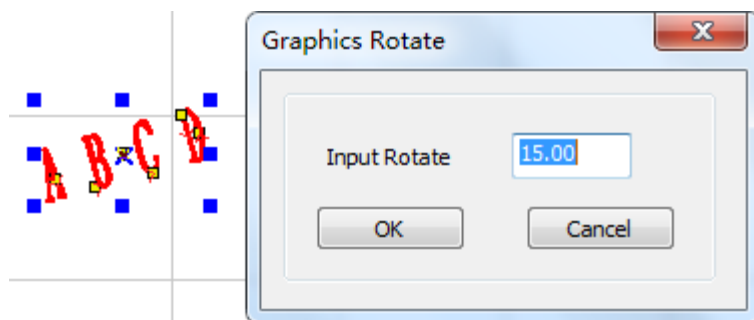 Graphics Rotate
A B C D
Input Rotate
15.00
OK
Cancel